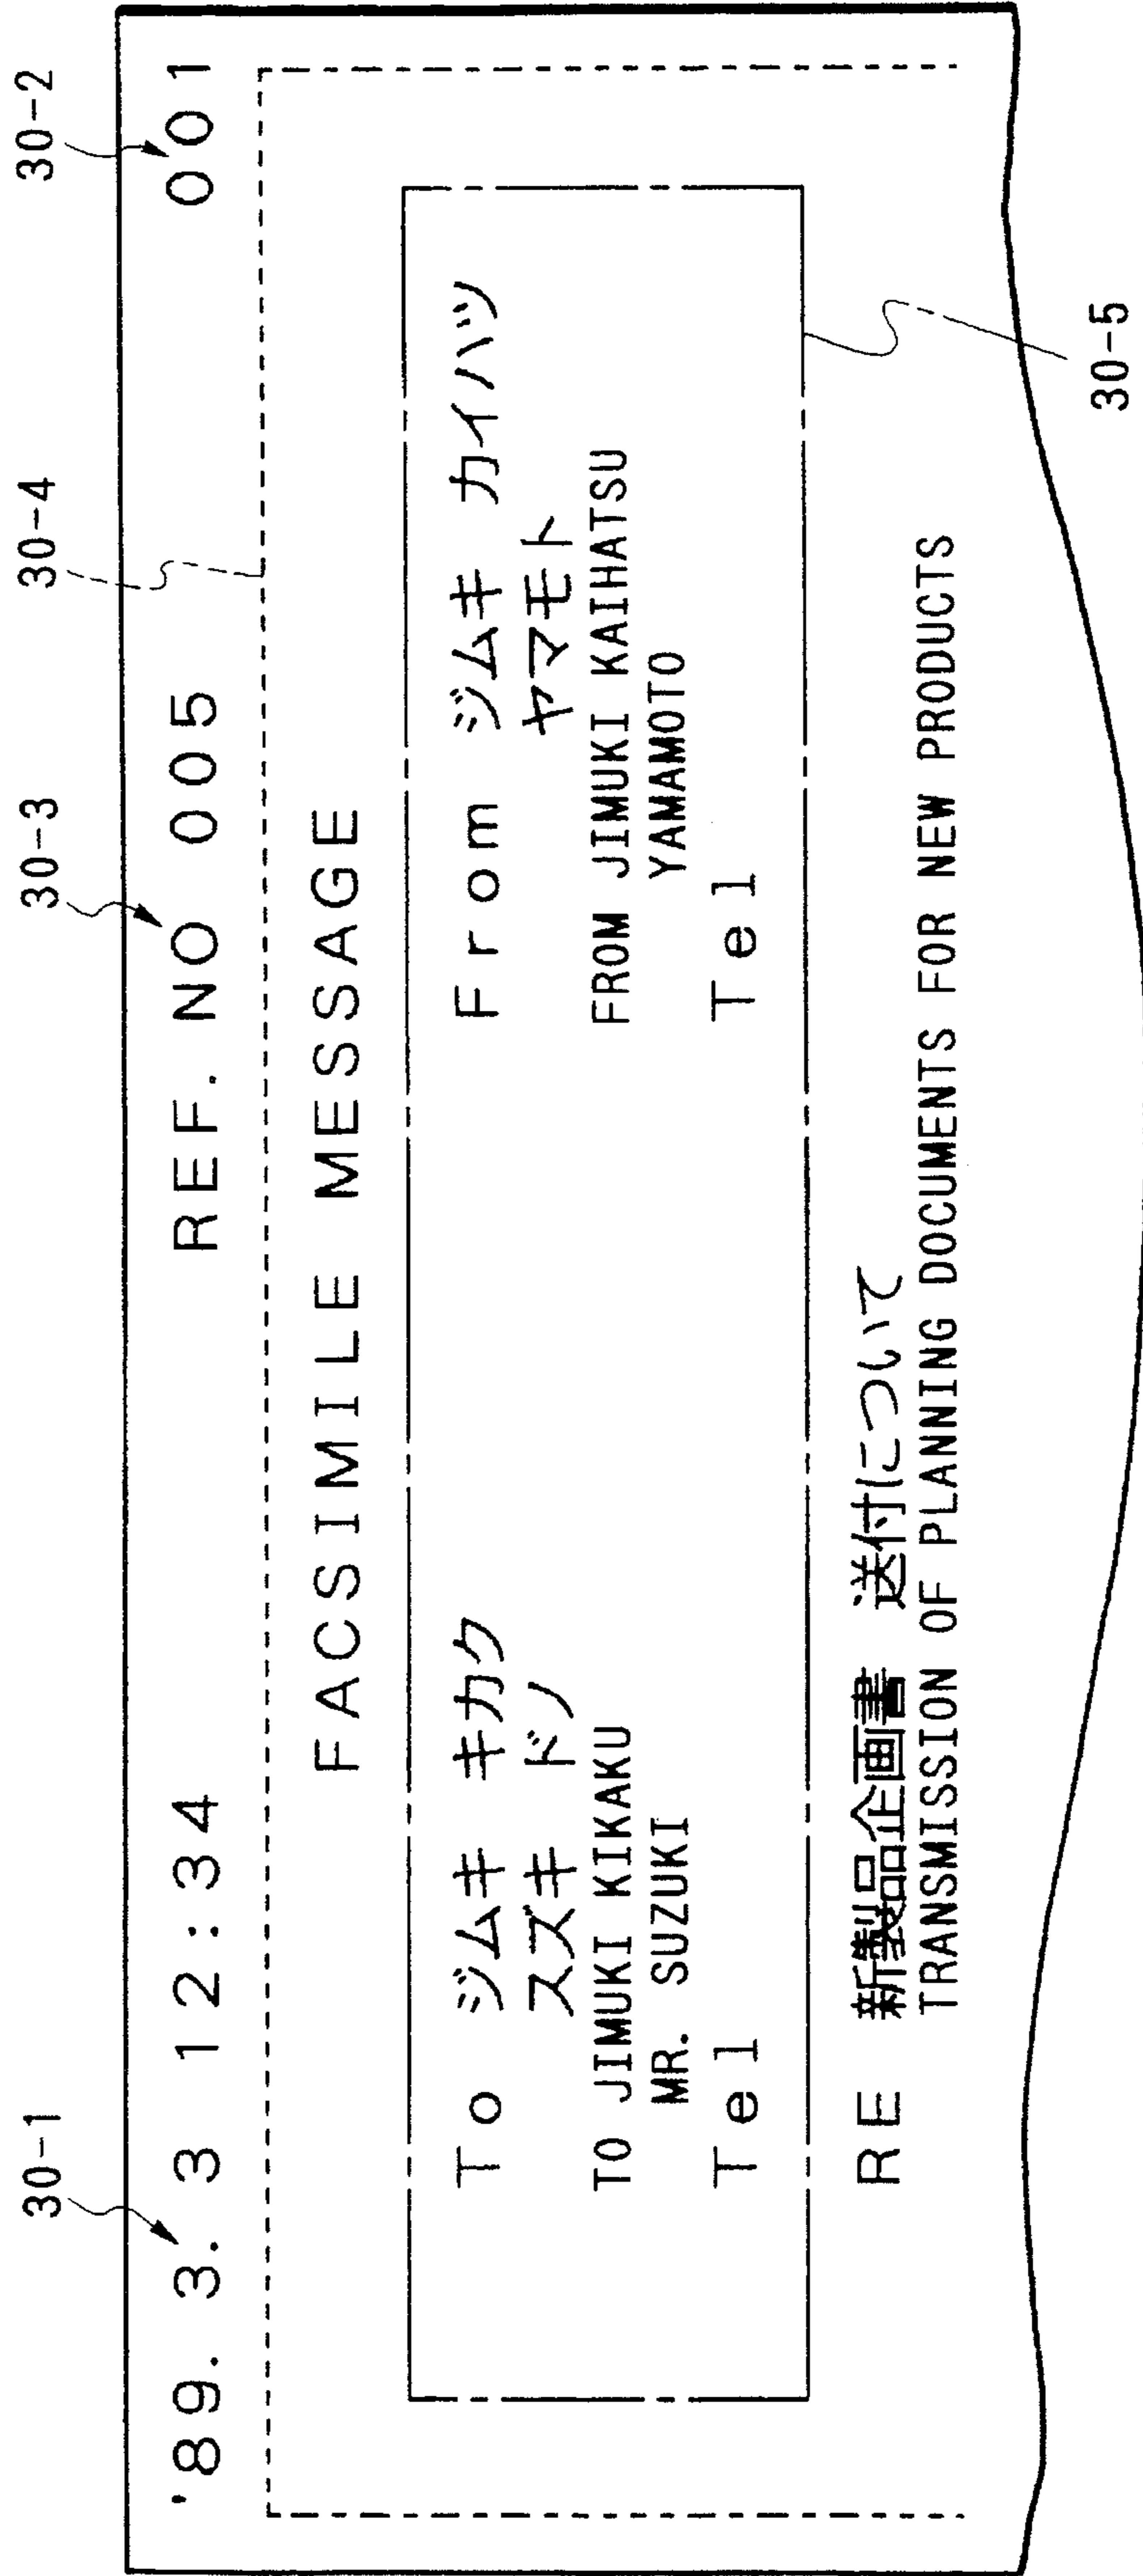 30-1 30-3 30-4 30-2
'89. 3. 3 12:34 REF. NO 005 001
FACSIMILE MESSAGE
To ジムキ キカク From ジムキ カイハツ
スズキ ドノ ヤマモト
TO JIMUKI KIKAKU FROM JIMUKI KAIHATSU
MR. SUZUKI YAMAMOTO
Tel Tel
30-5
RE 新製品企画書 送付について
TRANSMISSION OF PLANNING DOCUMENTS FOR NEW PRODUCTS